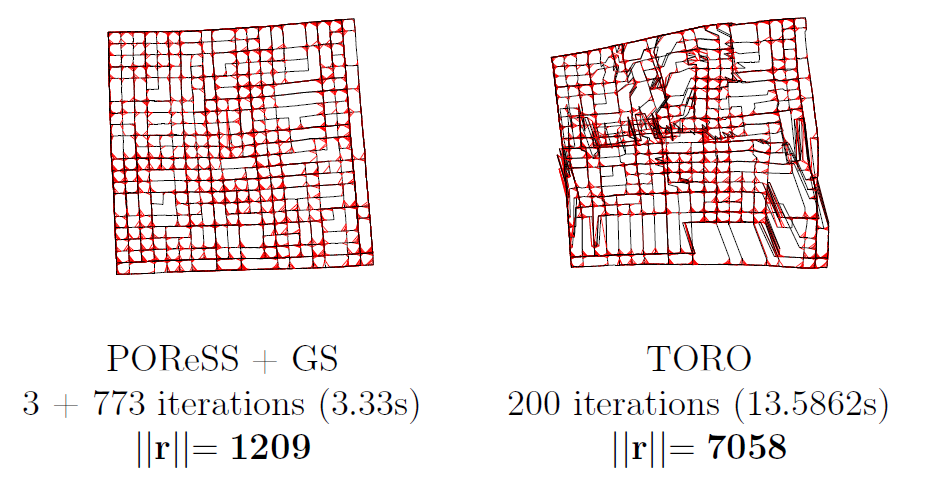 POReSS + GS
3 + 773 iterations (3.33s)
||r||= 1209
TORO
200 iterations (13.5862s)
||r||= 7058